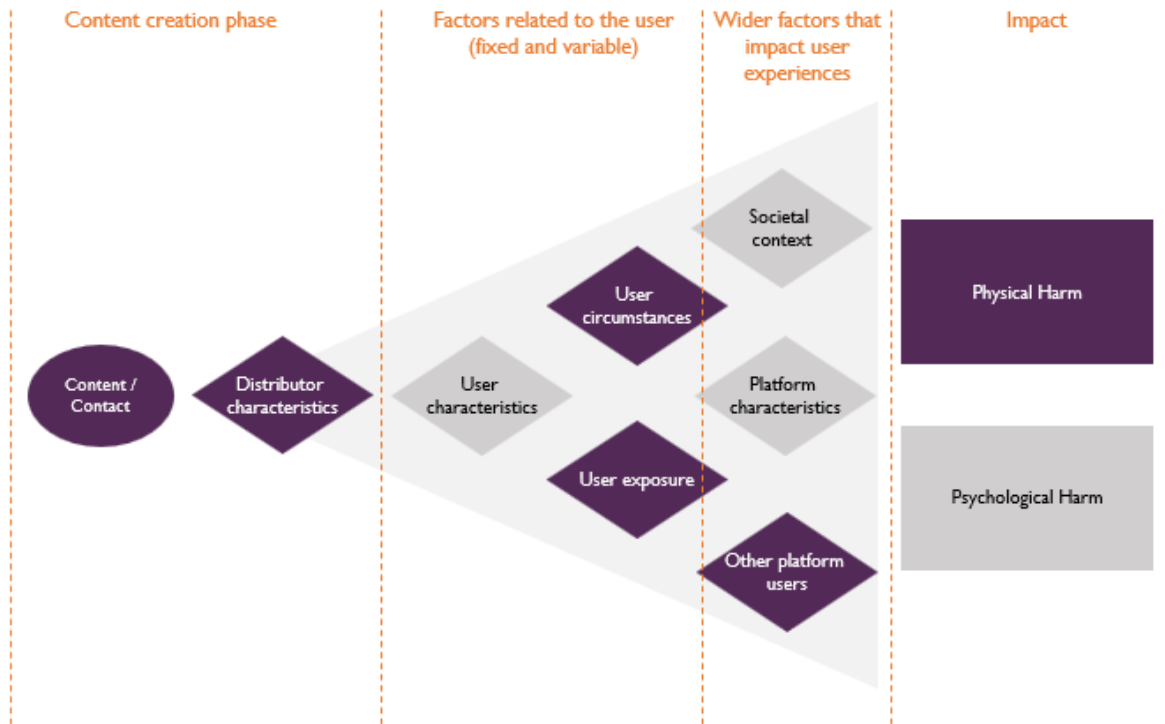 Content creation phase
Factors related to the user
(fixed and variable)
Wider factors that
impact user
experiences
Impact
Societal
context
User
circumstances
Physical Harm
Content /
Contact
Distributor
characteristics
User
characteristics
Platform
characteristics
User exposure
Psychological Harm
Other platform
users